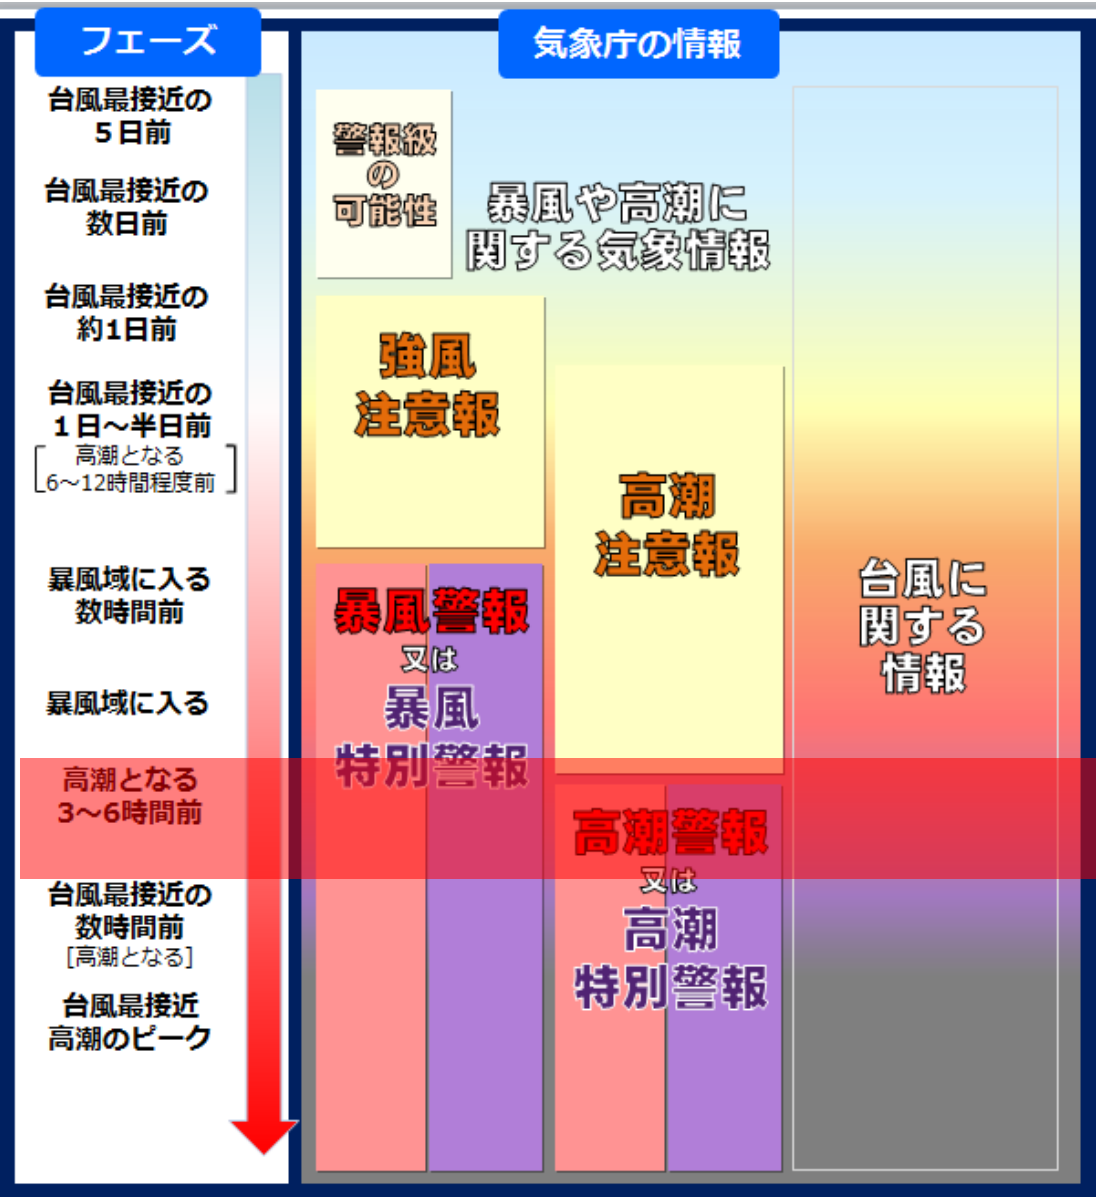 フェーズ
気象庁の情報
台風最接近の
５日前
台風最接近の
数日前
台風最接近の
約1日前
台風最接近の
１日～半日前
高潮となる
6～12時間程度前
暴風域に入る
数時間前
暴風域に入る
高潮となる
3～6時間前
台風最接近の
数時間前
[高潮となる]
台風最接近
高潮のピーク
警報級
の
可能性
暴風や高潮に
関する気象情報
強風
注意報
高潮
注意報
暴風警報
又は
暴風
特別警報
高潮警報
又は
高潮
特別警報
台風に
関する
情報